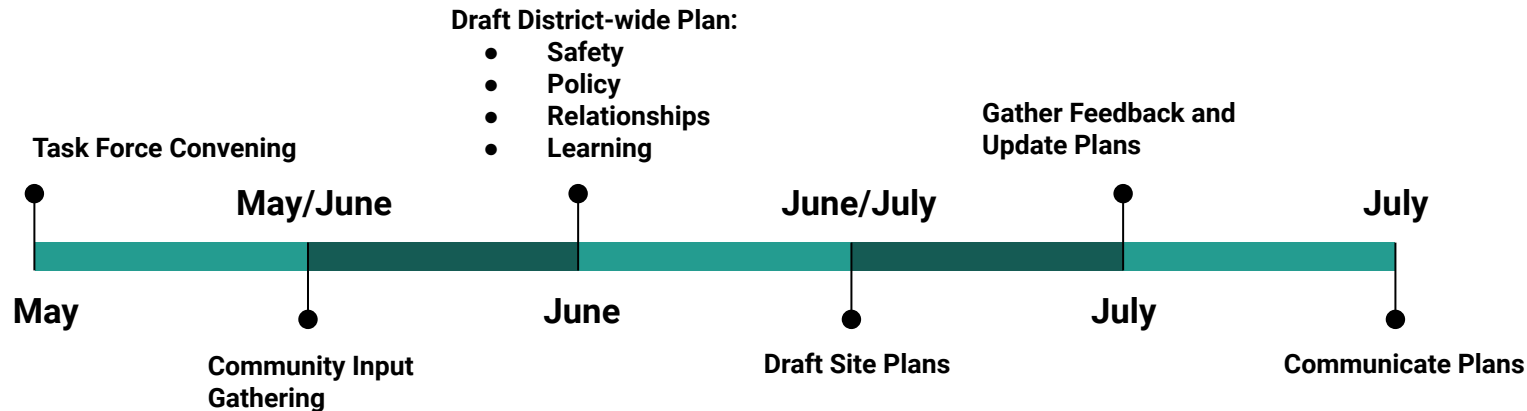 Draft District-wide Plan:
● Safety
● Policy
● Relationships
● Learning
Task Force Convening
Gather Feedback and
Update Plans
May/June
June/July
July
May
June
July
Community Input
Gathering
Draft Site Plans
Communicate Plans